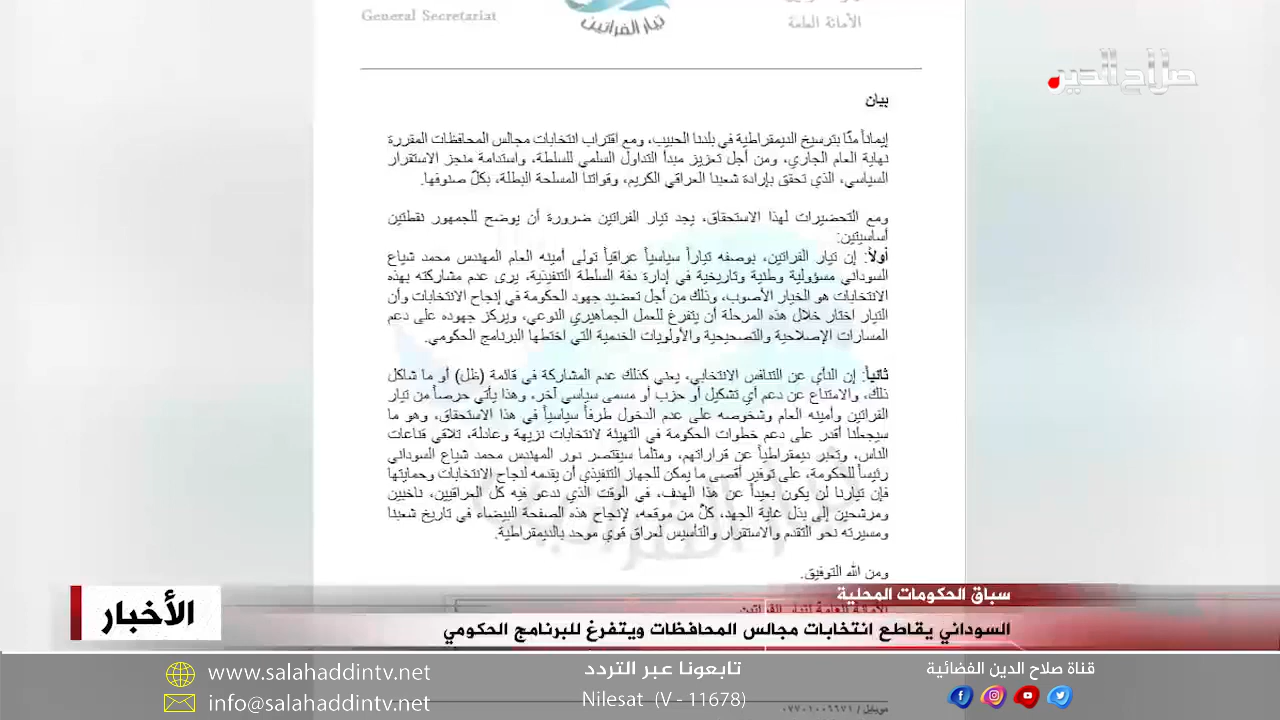 General Secretariat
الأمانة العامة
تيار الفراتين
صلاح الدين
بيان
إيماناً منّا بترسيخ الديمقراطية في بلدنا الحبيب، ومع اقتراب انتخابات مجالس المحافظات المقررة
نهاية العام الجاري، ومن أجل تعزيز مبدأ التداول السلمي للسلطة، واستدامة منجز الاستقرار
السياسي، الذي تحقق بإرادة شعبنا العراقي الكريم، وقواتنا المسلحة البطلة، بكلّ صنوفها.
ومع التحضيرات لهذا الاستحقاق، يجد تيار الفراتين ضرورة أن يوضح للجمهور نقطتين
أساسيتين:
أولاً: إن تيار الفراتين، بوصفه تياراً سياسياً عراقياً تولى أمينه العام المهندس محمد شياع
السوداني مسؤولية وطنية وتاريخية في إدارة دفة السلطة التنفيذية، يرى عدم مشاركته بهذه
الانتخابات هو الخيار الأصوب، وذلك من أجل تعضيد جهود الحكومة في إنجاح الانتخابات وأن
التيار اختار خلال هذه المرحلة أن يتفرغ للعمل الجماهيري النوعي، ويركز جهوده على دعم
المسارات الإصلاحية والتصحيحية والأولويات الخدمية التي اختطها البرنامج الحكومي.
ثانياً: إن النأي عن التنافس الانتخابي، يعني كذلك عدم المشاركة في قائمة (ظل) أو ما شاكل
ذلك، والامتناع عن دعم أي تشكيل أو حزب أو مسمى سياسي آخر. وهذا يأتي حرصاً من تيار
الفراتين وأمينه العام وشخوصه على عدم الدخول طرفاً سياسياً في هذا الاستحقاق، وهو ما
سيجعلنا أقدر على دعم خطوات الحكومة في التهيئة لانتخابات نزيهة وعادلة، تلاقي قناعات
الناس، وتعبر ديمقراطياً عن قراراتهم، ومثلما سيقتصر دور المهندس محمد شياع السوداني
رئيساً للحكومة، على توفير أقصى ما يمكن للجهاز التنفيذي أن يقدمه لنجاح الانتخابات وحمايتها
فإن تيارنا لن يكون بعيداً عن هذا الهدف، في الوقت الذي ندعو فيه كلّ العراقيين، ناخبين
ومرشحين إلى بذل غاية الجهد، كلّ من موقعه، لإنجاح هذه الصفحة البيضاء في تاريخ شعبنا
ومسيرته نحو التقدم والاستقرار والتأسيس لعراق قوي موحد بالديمقراطية.
ومن الله التوفيق.
سباق الحكومات المحلية
الأخبار
السوداني يقاطع انتخابات مجالس المحافظات ويتفرغ للبرنامج الحكومي
قناة صلاح الدين الفضائية
تابعونا عبر التردد
Nilesat (V - 11678)
www.salahaddintv.net
info@salahaddintv.net
موبايل / ٠٧٧٠١٠٠٦٦٧١